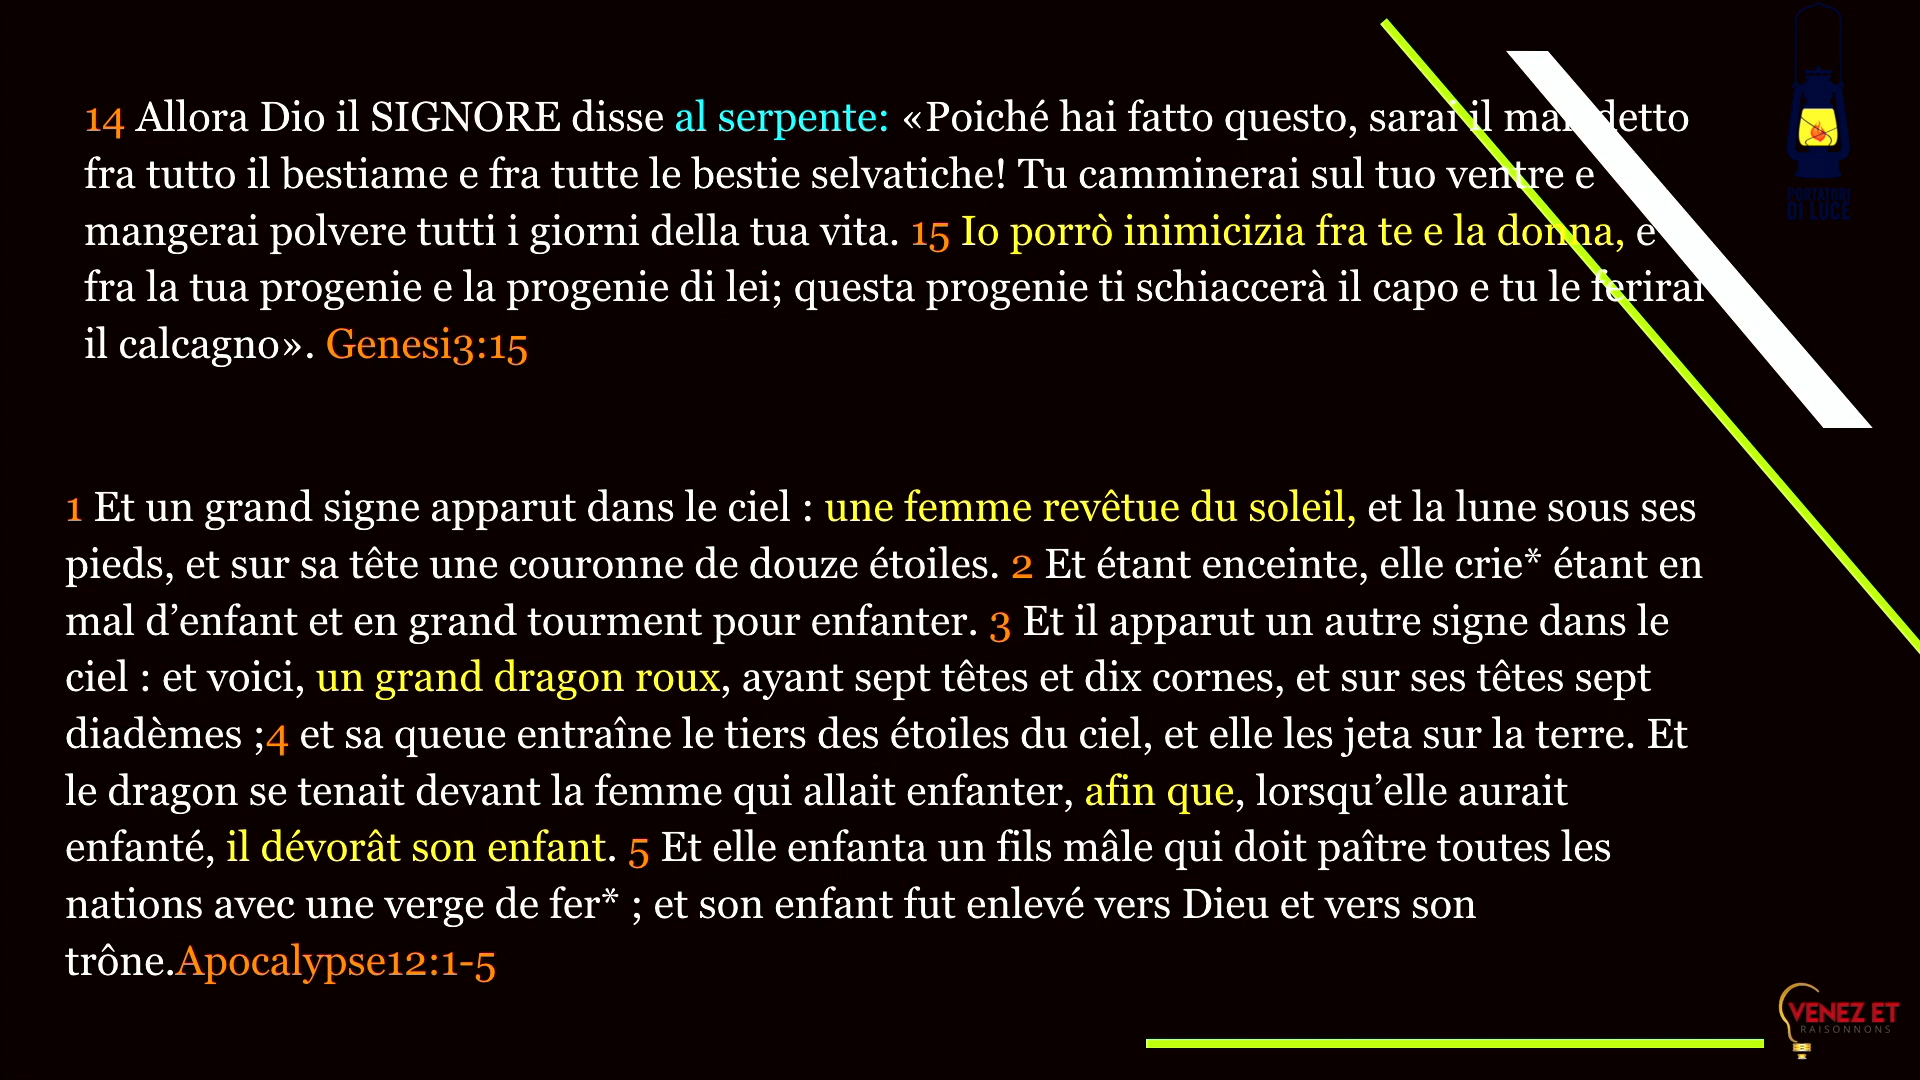 14 Allora Dio il SIGNORE disse al serpente: «Poiché hai fatto questo, sarai il maledetto
fra tutto il bestiame e fra tutte le bestie selvatiche! Tu camminerai sul tuo ventre e
mangerai polvere tutti i giorni della tua vita. 15 Io porrò inimicizia fra te e la donna, e
fra la tua progenie e la progenie di lei; questa progenie ti schiaccerà il capo e tu le ferirai
il calcagno». Genesi3:15
PORTATORI
DI LUCE
1 Et un grand signe apparut dans le ciel : une femme revêtue du soleil, et la lune sous ses
pieds, et sur sa tête une couronne de douze étoiles. 2 Et étant enceinte, elle crie* étant en
mal d’enfant et en grand tourment pour enfanter. 3 Et il apparut un autre signe dans le
ciel : et voici, un grand dragon roux, ayant sept têtes et dix cornes, et sur ses têtes sept
diadèmes ;4 et sa queue entraîne le tiers des étoiles du ciel, et elle les jeta sur la terre. Et
le dragon se tenait devant la femme qui allait enfanter, afin que, lorsqu’elle aurait
enfanté, il dévorât son enfant. 5 Et elle enfanta un fils mâle qui doit paître toutes les
nations avec une verge de fer* ; et son enfant fut enlevé vers Dieu et vers son
trône.Apocalypse12:1-5
VENEZ ET
RAISONNONS